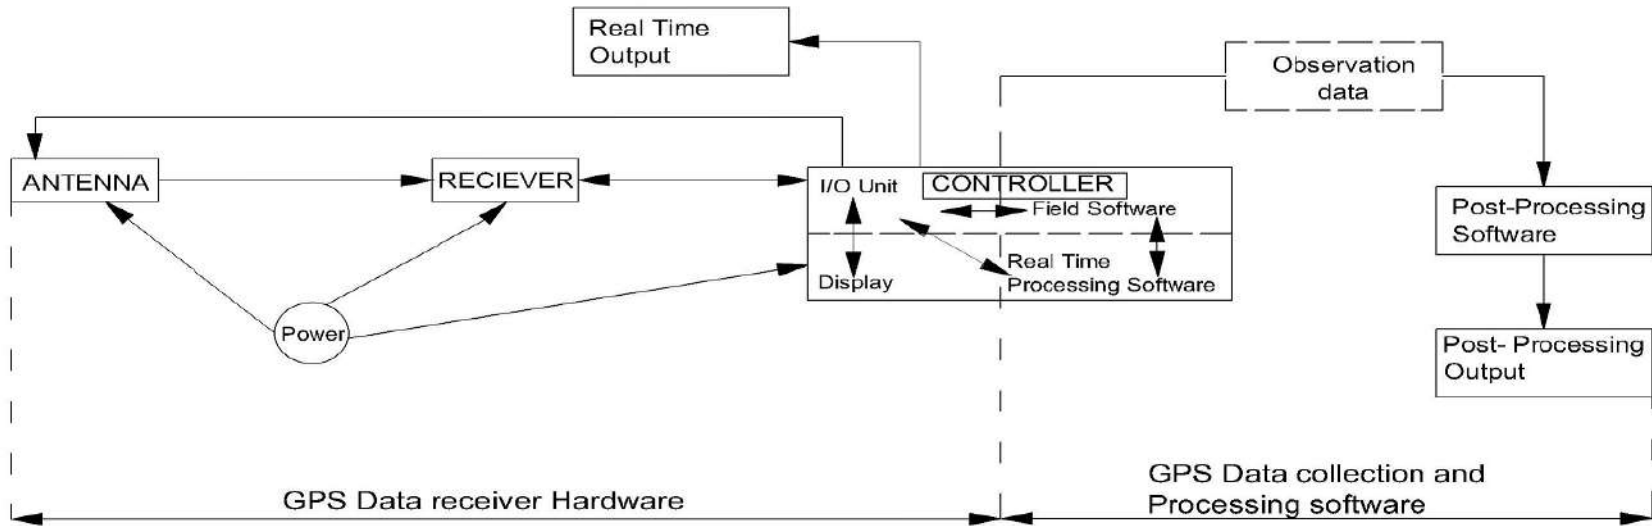 Real Time
Output
Observation
data
ANTENNA
RECIEVER
I/O Unit
CONTROLLER
Field Software
Real Time
Processing Software
Display
Power
Post-Processing
Software
Post- Processing
Output
GPS Data receiver Hardware
GPS Data collection and
Processing software